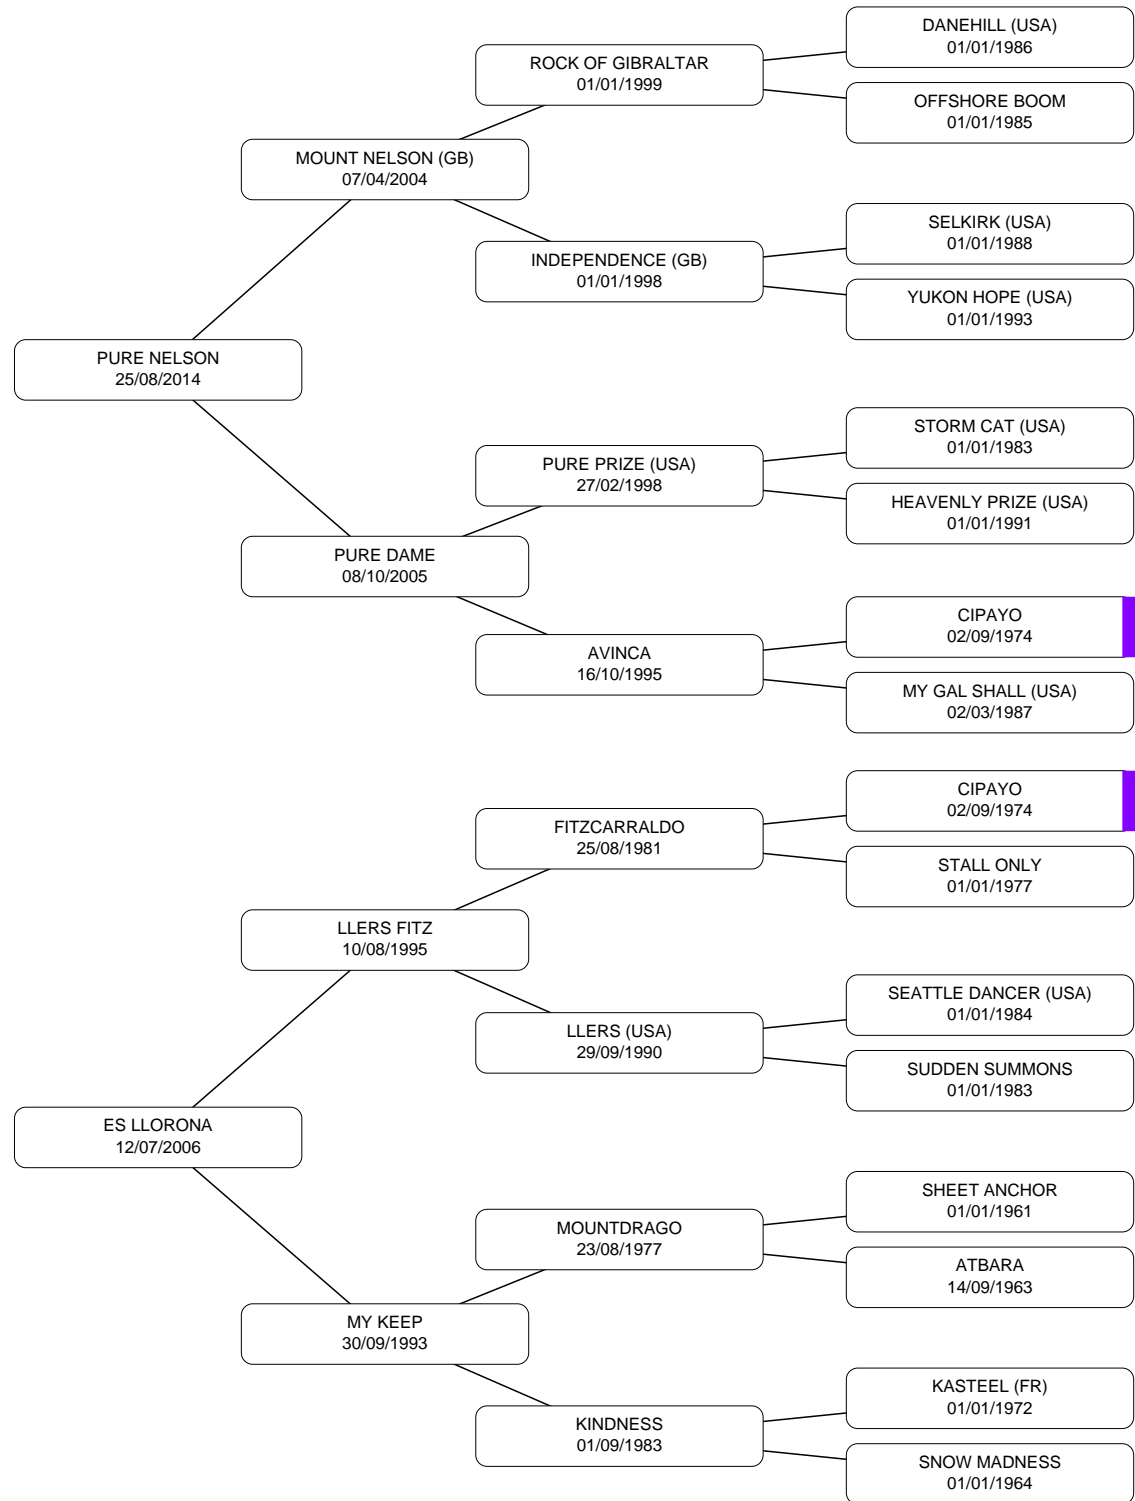 DANEHILL (USA)
01/01/1986
ROCK OF GIBRALTAR
01/01/1999
OFFSHORE BOOM
01/01/1985
MOUNT NELSON (GB)
07/04/2004
SELKIRK (USA)
01/01/1988
INDEPENDENCE (GB)
01/01/1998
YUKON HOPE (USA)
01/01/1993
PURE NELSON
25/08/2014
STORM CAT (USA)
01/01/1983
PURE PRIZE (USA)
27/02/1998
HEAVENLY PRIZE (USA)
01/01/1991
PURE DAME
08/10/2005
CIPAYO
02/09/1974
AVINCA
16/10/1995
MY GAL SHALL (USA)
02/03/1987
CIPAYO
02/09/1974
FITZCARRALDO
25/08/1981
STALL ONLY
01/01/1977
LLERS FITZ
10/08/1995
SEATTLE DANCER (USA)
01/01/1984
LLERS (USA)
29/09/1990
SUDDEN SUMMONS
01/01/1983
ES LLORONA
12/07/2006
SHEET ANCHOR
01/01/1961
MOUNTDRAGO
23/08/1977
ATBARA
14/09/1963
MY KEEP
30/09/1993
KASTEEL (FR)
01/01/1972
KINDNESS
01/09/1983
SNOW MADNESS
01/01/1964